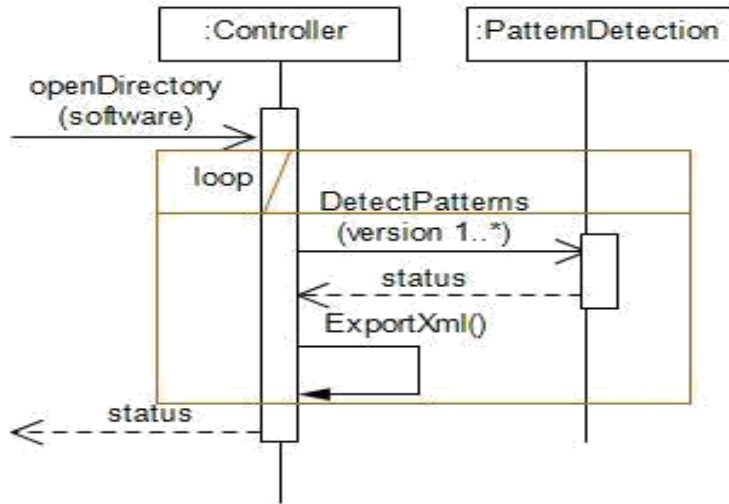 :Controller
:PatternDetection
openDirectory
(software)
loop
DetectPatterns
(version 1..*)
status
ExportXml()
status